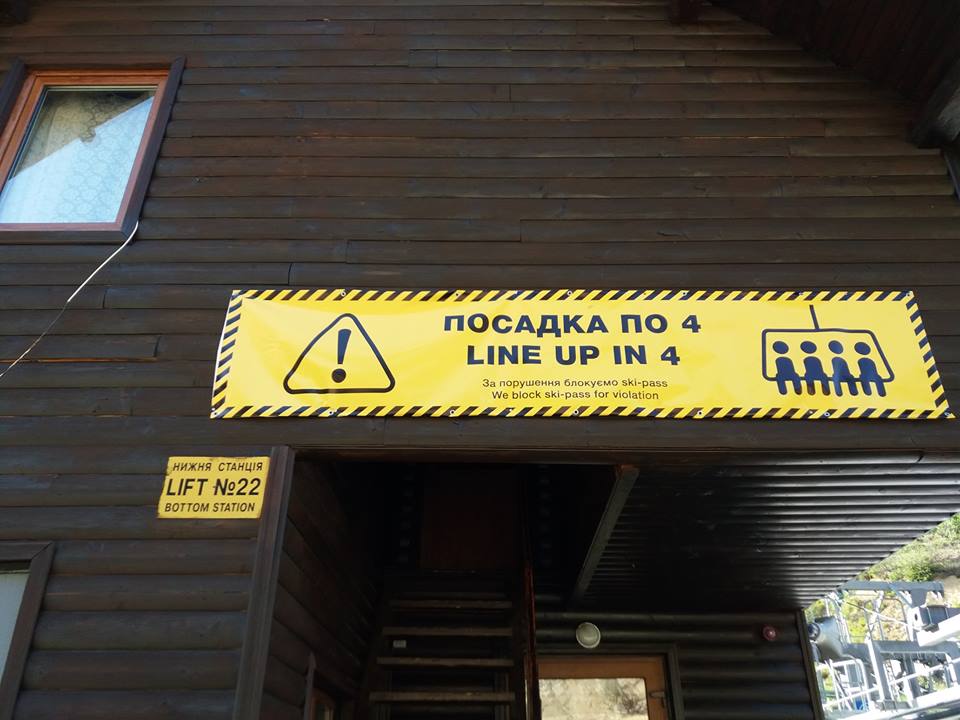 ПОСАДКА ПО 4
LINE UP IN 4
За порушення блокуємо ski-pass
We block ski-pass for violation
НИЖНЯ СТАНЦІЯ
LIFT №22
BOTTOM STATION